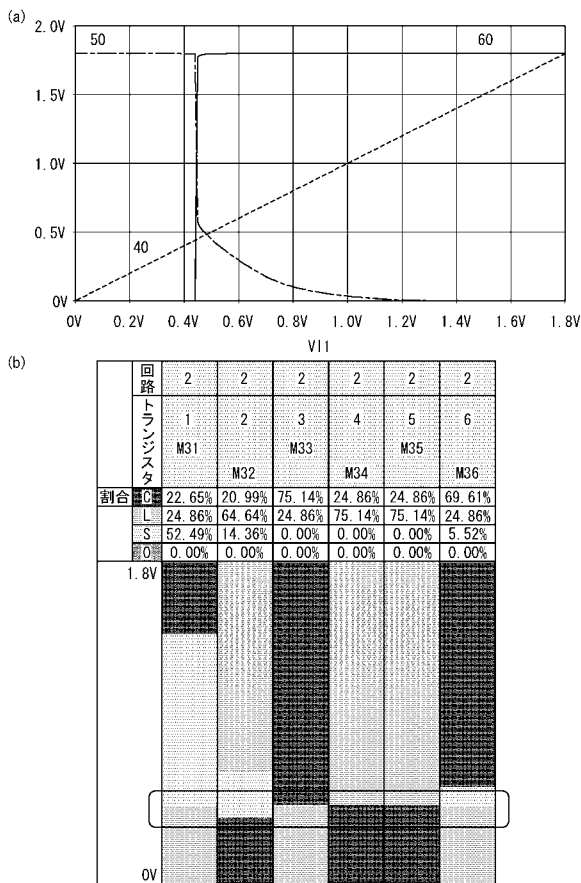 (a)
2.0V
50
60
1.5V
1.0V
0.5V
40
0V
0V 0.2V 0.4V 0.6V 0.8V 1.0V 1.2V 1.4V 1.6V 1.8V
VI1
(b)
回路 2 2 2 2 2 2
トランジスタ 1 2 3 4 5 6
M31 M32 M33 M34 M35 M36
割合 C 22.65% 20.99% 75.14% 24.86% 24.86% 69.61%
L 24.86% 64.64% 24.86% 75.14% 75.14% 24.86%
S 52.49% 14.36% 0.00% 0.00% 0.00% 5.52%
O 0.00% 0.00% 0.00% 0.00% 0.00% 0.00%
1.8V
0V